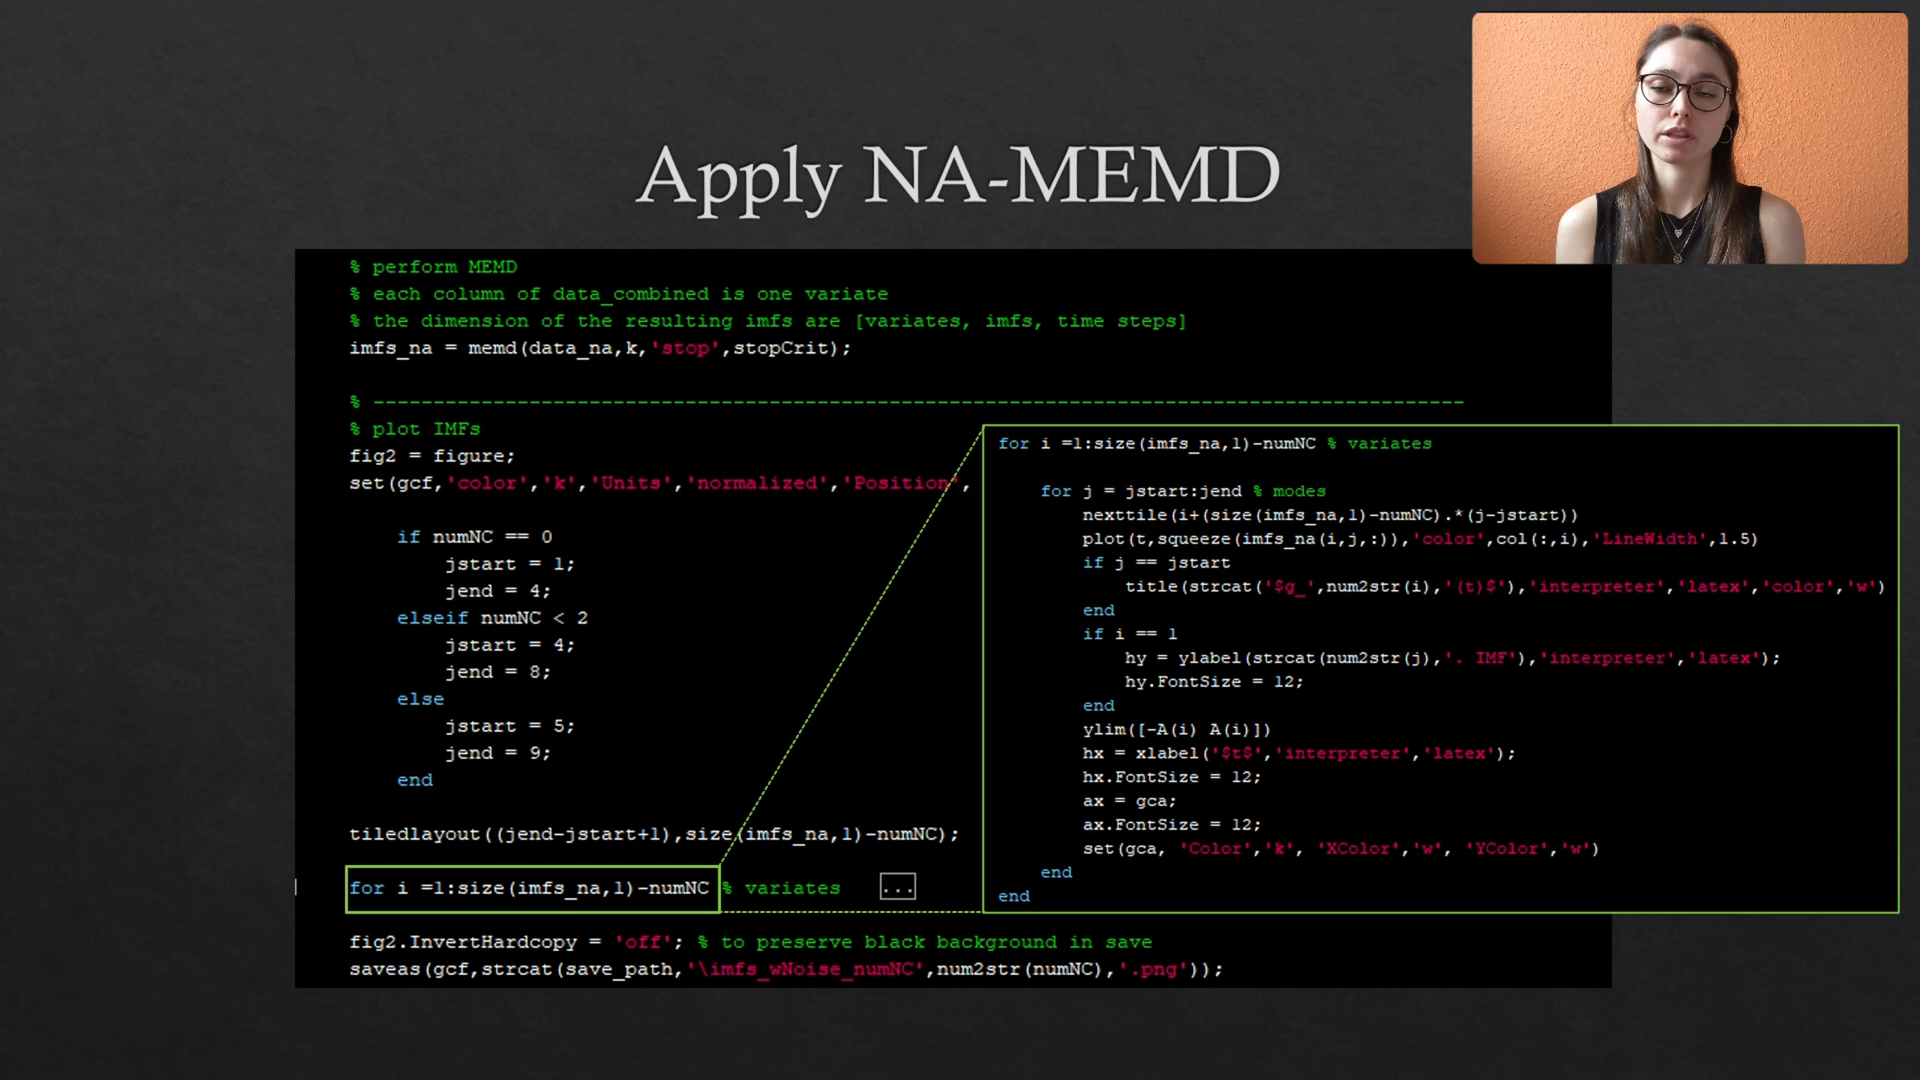 Apply NA-MEMD
% perform MEMD
% each column of data_combined is one variate
% the dimension of the resulting imfs are [variates, imfs, time steps]
imfs_na = memd(data_na,k,'stop',stopCrit);
% -------------------------------------------------------------------------------------------
% plot IMFs
fig2 = figure;
set(gcf,'color','k','Units','normalized','Position',
if numNC == 0
jstart = 1;
jend = 4;
elseif numNC < 2
jstart = 4;
jend = 8;
else
jstart = 5;
jend = 9;
end
tiledlayout((jend-jstart+1),size(imfs_na,1)-numNC);
for i =1:size(imfs_na,1)-numNC % variates ...
fig2.InvertHardcopy = 'off'; % to preserve black background in save
saveas(gcf,strcat(save_path,'\imfs_wNoise_numNC',num2str(numNC),'.png'));
for i =1:size(imfs_na,1)-numNC % variates
for j = jstart:jend % modes
nexttile(i+(size(imfs_na,1)-numNC).*(j-jstart))
plot(t,squeeze(imfs_na(i,j,:)),'color',col(:,i),'LineWidth',1.5)
if j == jstart
title(strcat('$g_',num2str(i),'(t)$'),'interpreter','latex','color','w')
end
if i == 1
hy = ylabel(strcat(num2str(j),'. IMF'),'interpreter','latex');
hy.FontSize = 12;
end
ylim([-A(i) A(i)])
hx = xlabel('$t$','interpreter','latex');
hx.FontSize = 12;
ax = gca;
ax.FontSize = 12;
set(gca, 'Color','k', 'XColor','w', 'YColor','w')
end
end